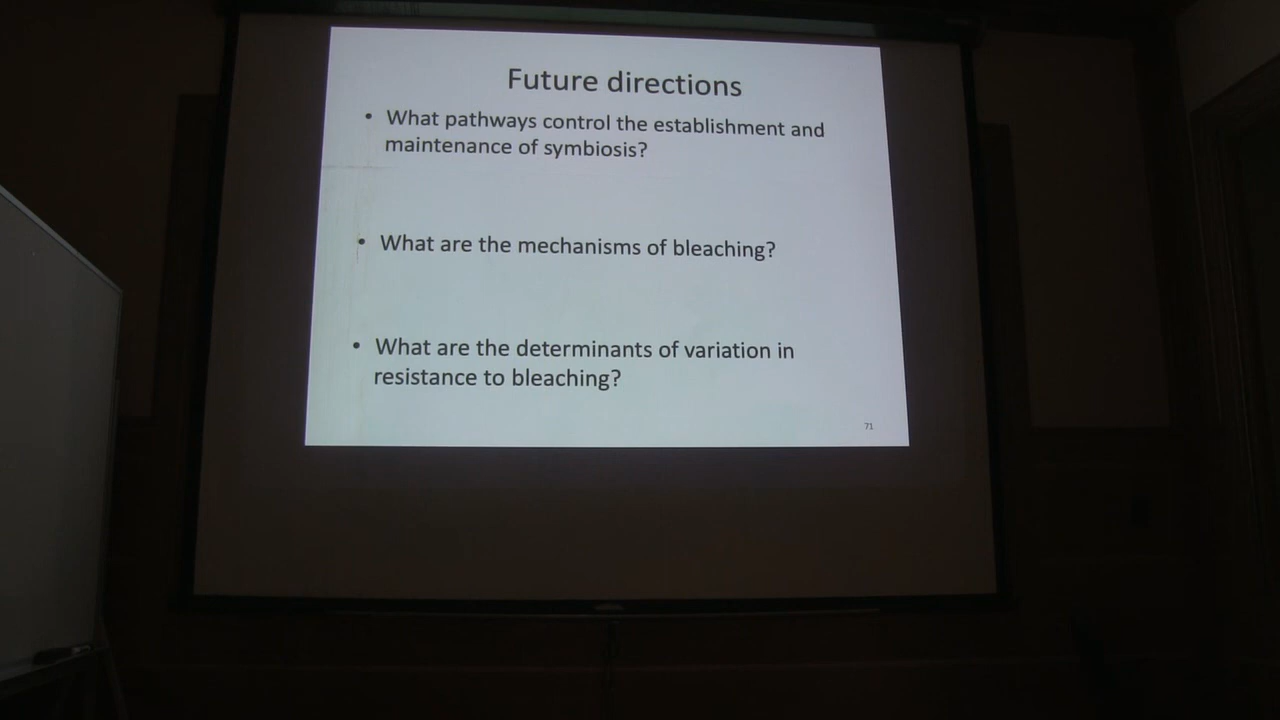 Future directions
• What pathways control the establishment and
maintenance of symbiosis?
• What are the mechanisms of bleaching?
• What are the determinants of variation in
resistance to bleaching?
71